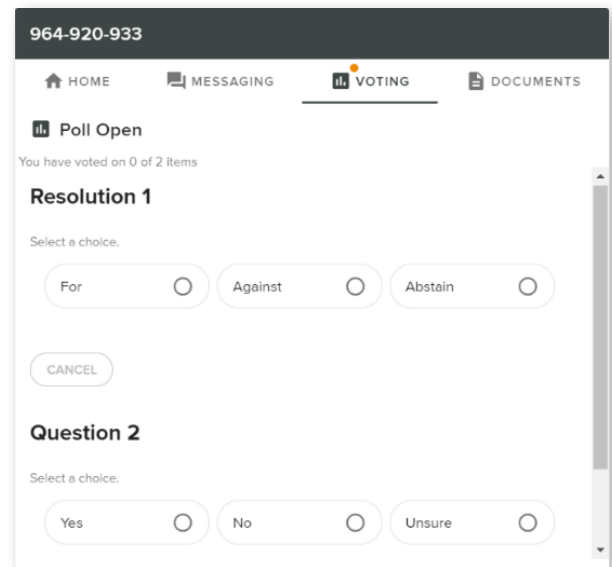 964-920-933
HOME MESSAGING VOTING DOCUMENTS
Poll Open
You have voted on 0 of 2 items
Resolution 1
Select a choice.
For Against Abstain
CANCEL
Question 2
Select a choice.
Yes No Unsure